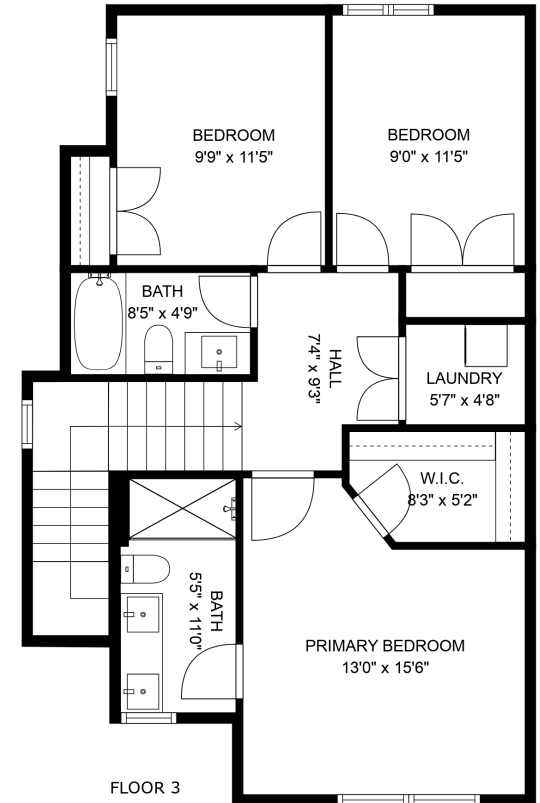 BEDROOM
9'9" x 11'5"
BEDROOM
9'0" x 11'5"
BATH
8'5" x 4'9"
HALL
7'4" x 9'3"
LAUNDRY
5'7" x 4'8"
W.I.C.
8'3" x 5'2"
BATH
5'5" x 11'0"
PRIMARY BEDROOM
13'0" x 15'6"
FLOOR 3